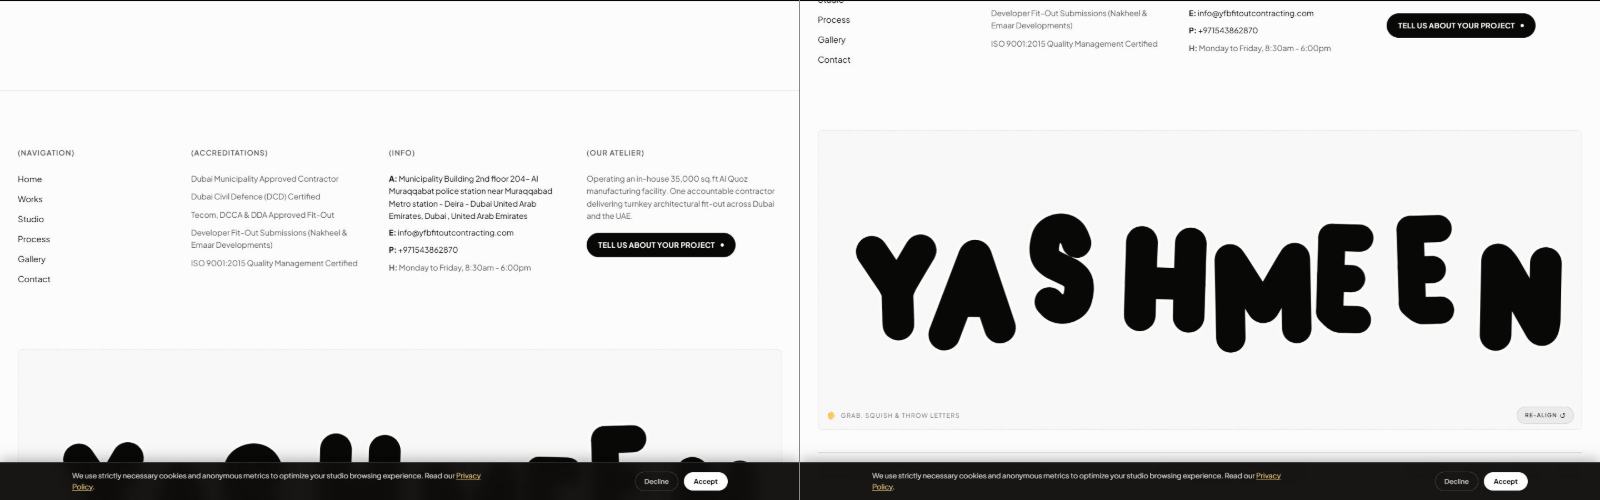 (NAVIGATION)
Home
Works
Studio
Process
Gallery
Contact
(ACCREDITATIONS)
Dubai Municipality Approved Contractor
Dubai Civil Defence (DCD) Certified
Tecom, DCCA & DDA Approved Fit-Out
Developer Fit-Out Submissions (Nakheel &
Emaar Developments)
ISO 9001:2015 Quality Management Certified
(INFO)
A: Municipality Building 2nd floor 204– Al
Muraqqabat police station near Muraqqabad
Metro station - Deira - Dubai United Arab
Emirates, Dubai , United Arab Emirates
E: info@yfbfitoutcontracting.com
P: +971543862870
H: Monday to Friday, 8:30am - 6:00pm
(OUR ATELIER)
Operating an in-house 35,000 sq.ft Al Quoz
manufacturing facility. One accountable contractor
delivering turnkey architectural fit-out across Dubai
and the UAE.
TELL US ABOUT YOUR PROJECT
We use strictly necessary cookies and anonymous metrics to optimize your studio browsing experience. Read our Privacy
Policy.
Decline
Accept
Process
Gallery
Contact
Developer Fit-Out Submissions (Nakheel &
Emaar Developments)
ISO 9001:2015 Quality Management Certified
E: info@yfbfitoutcontracting.com
P: +971543862870
H: Monday to Friday, 8:30am - 6:00pm
TELL US ABOUT YOUR PROJECT
YASHMEEN
GRAB, SQUISH & THROW LETTERS
RE-ALIGN
We use strictly necessary cookies and anonymous metrics to optimize your studio browsing experience. Read our Privacy
Policy.
Decline
Accept